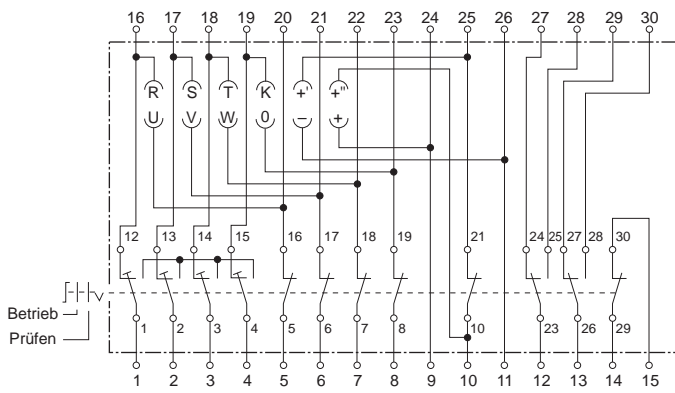 16 17 18 19 20 21 22 23 24 25 26 27 28 29 30
R S T K +' +"
U V W 0 − +
12 13 14 15 16 17 18 19 21 24 25 27 28 30
Betrieb
1 2 3 4 5 6 7 8 10 23 26 29
Prüfen
1 2 3 4 5 6 7 8 9 10 11 12 13 14 15